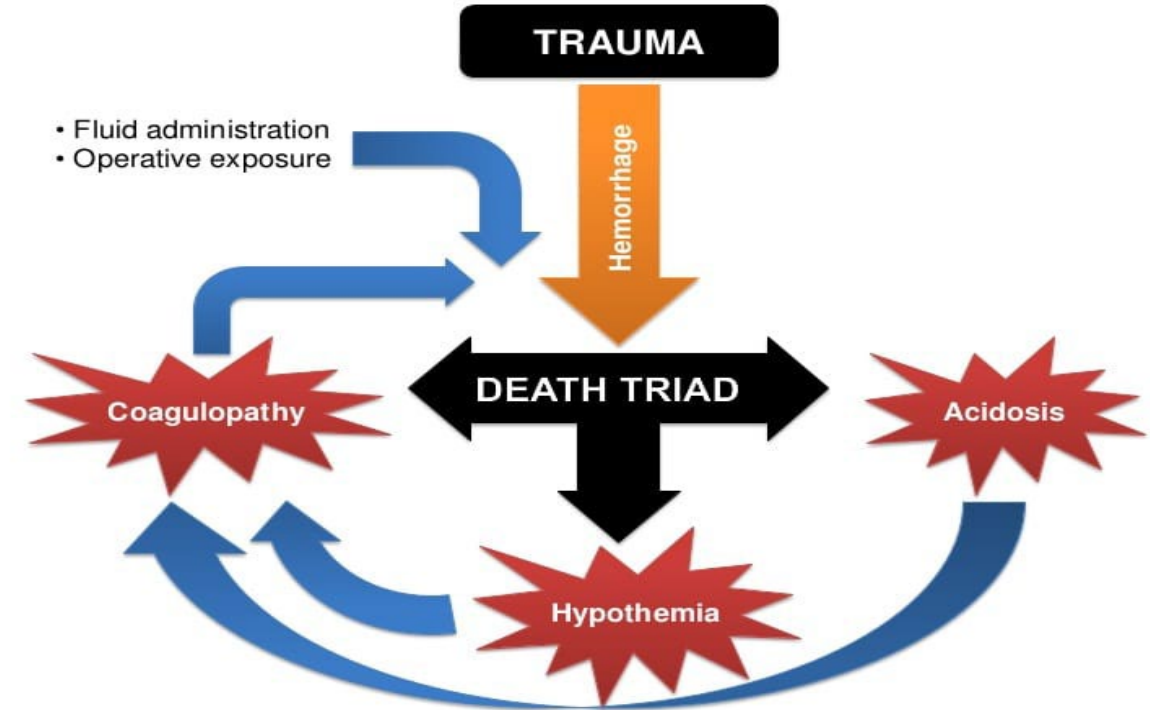 TRAUMA
• Fluid administration
• Operative exposure
Hemorrhage
DEATH TRIAD
Coagulopathy
Acidosis
Hypothemia